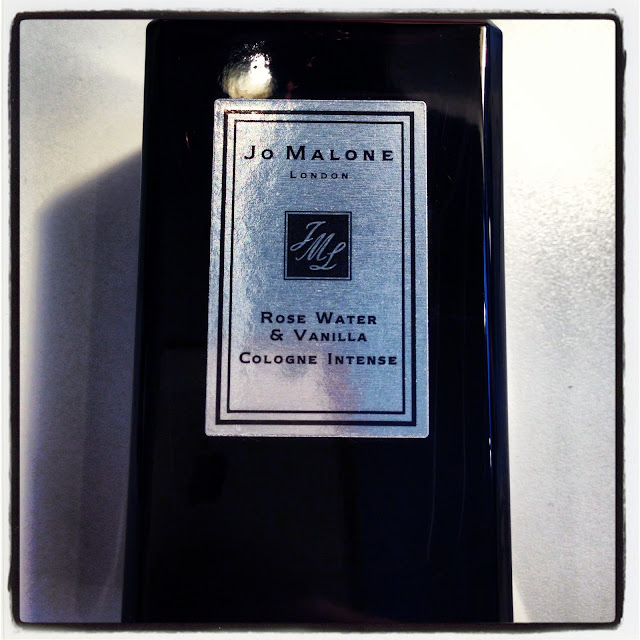 Jo Malone
London
JML
Rose Water
& Vanilla
Cologne Intense